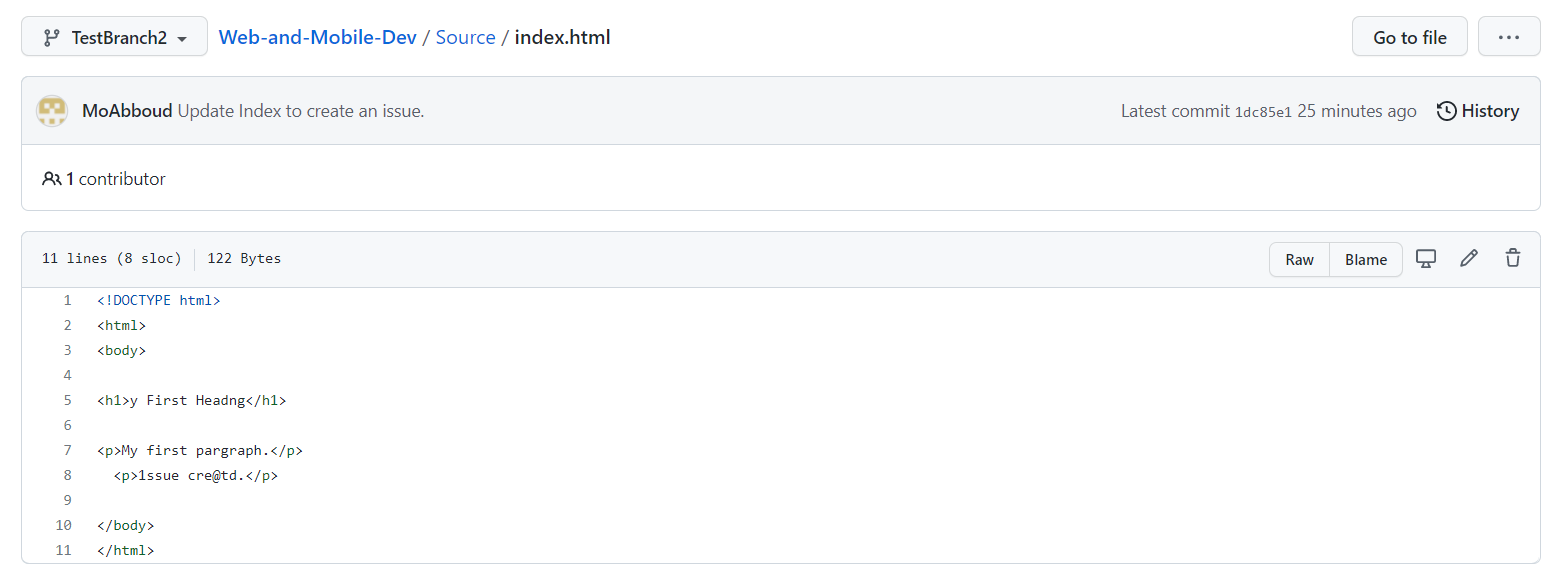 TestBranch2 Web-and-Mobile-Dev / Source / index.html Go to file ...
MoAbboud Update Index to create an issue. Latest commit 1dc85e1 25 minutes ago History
1 contributor
11 lines (8 sloc) 122 Bytes Raw Blame
1 <!DOCTYPE html>
2 <html>
3 <body>
4
5 <h1>y First Headng</h1>
6
7 <p>My first pargraph.</p>
8 <p>1ssue cre@td.</p>
9
10 </body>
11 </html>